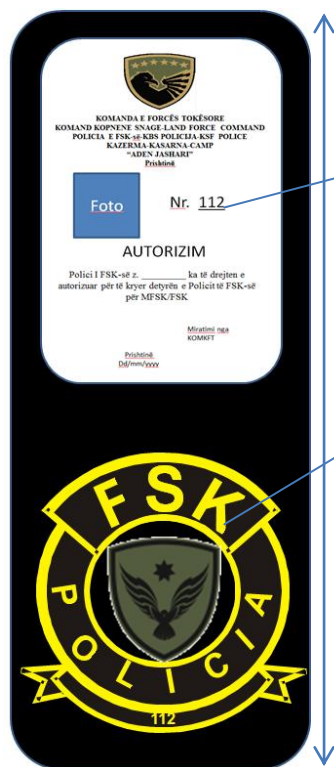 KOMANDA E FORCËS TOKËSORE
KOMAND KOPNENE SNAGE-LAND FORCE COMMAND
POLICIA E FSK-së-KBS POLICIJA-KSF POLICE
KAZERMA-KASARNA-CAMP
“ADEN JASHARI”
Prishtinë
Foto
Nr. 112
AUTORIZIM
Polici I FSK-së z. __________ ka të drejten e
autorizuar për të kryer detyrën e Policit të FSK-së
për MFSK/FSK
Miratimi nga
KOMKFT
Prishtinë
Dd/mm/yyyy
FSK
POLICIA
112